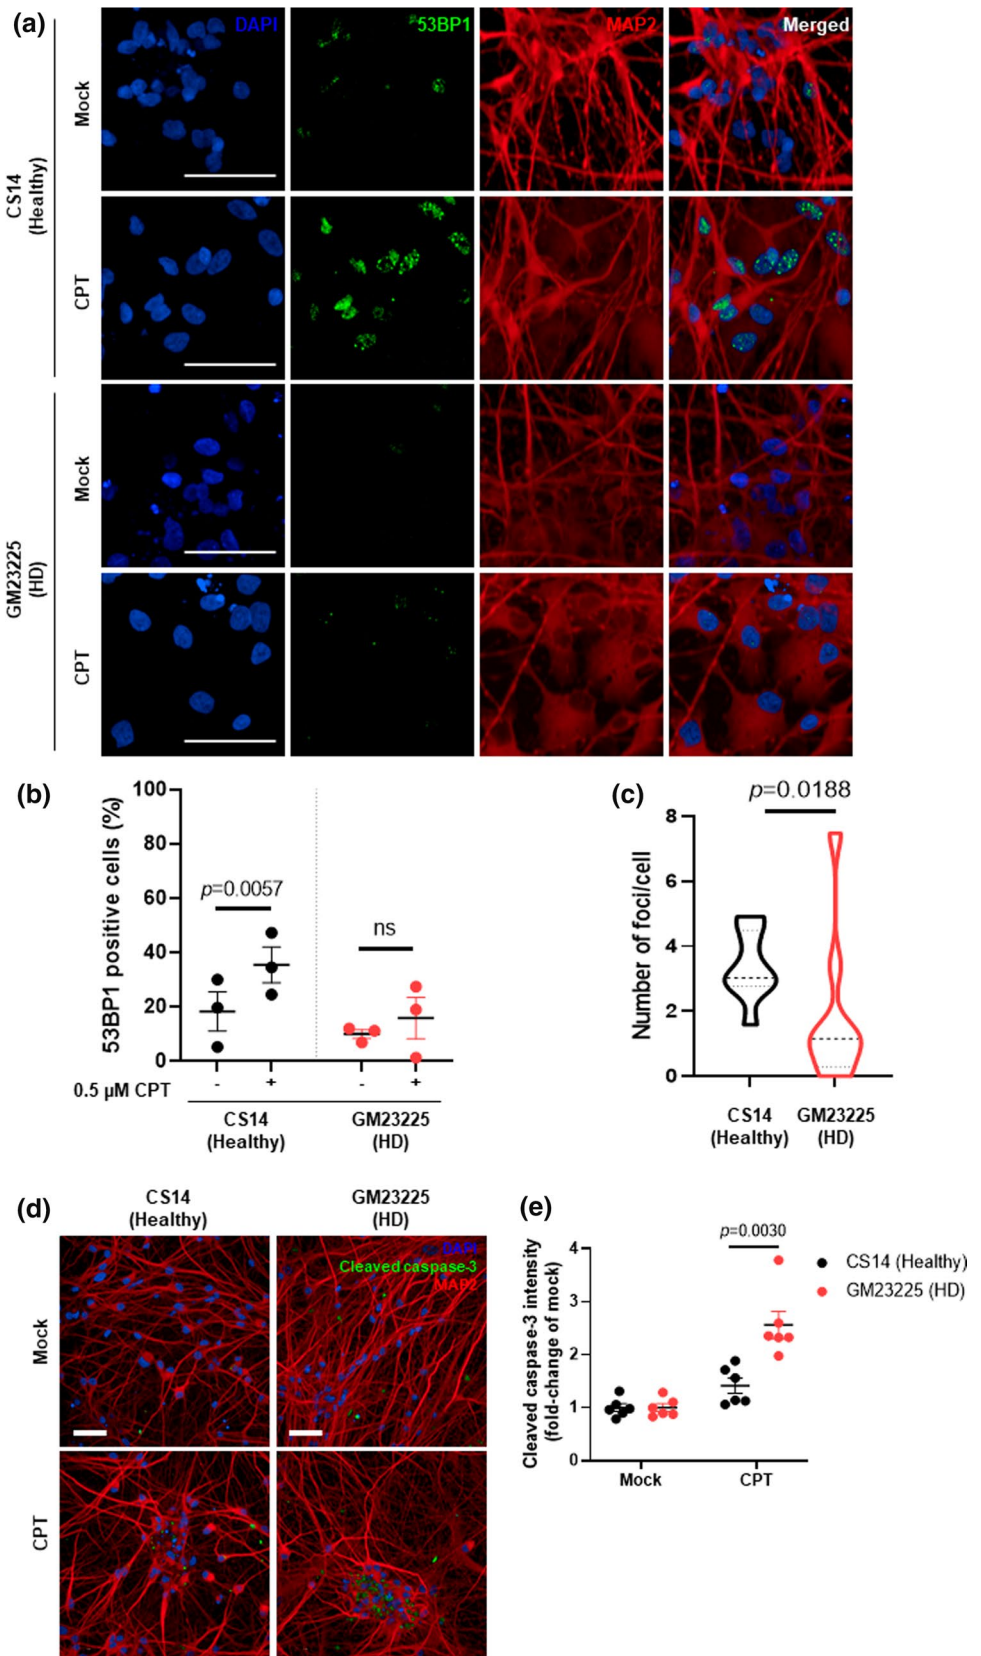 (a)
DAPI
53BP1
MAP2
Merged
CS14
(Healthy)
Mock
CPT
GM23225
(HD)
Mock
CPT
(b)
53BP1 positive cells (%)
100
80
60
40
20
0
p=0.0057
ns
0.5 µM CPT
-
+
-
+
CS14
(Healthy)
GM23225
(HD)
(c)
p=0.0188
Number of foci/cell
8
6
4
2
0
CS14
(Healthy)
GM23225
(HD)
(d)
CS14
(Healthy)
GM23225
(HD)
DAPI
Cleaved caspase-3
MAP2
Mock
CPT
(e)
Cleaved caspase-3 intensity
(fold-change of mock)
4
3
2
1
0
p=0.0030
Mock
CPT
CS14 (Healthy)
GM23225 (HD)